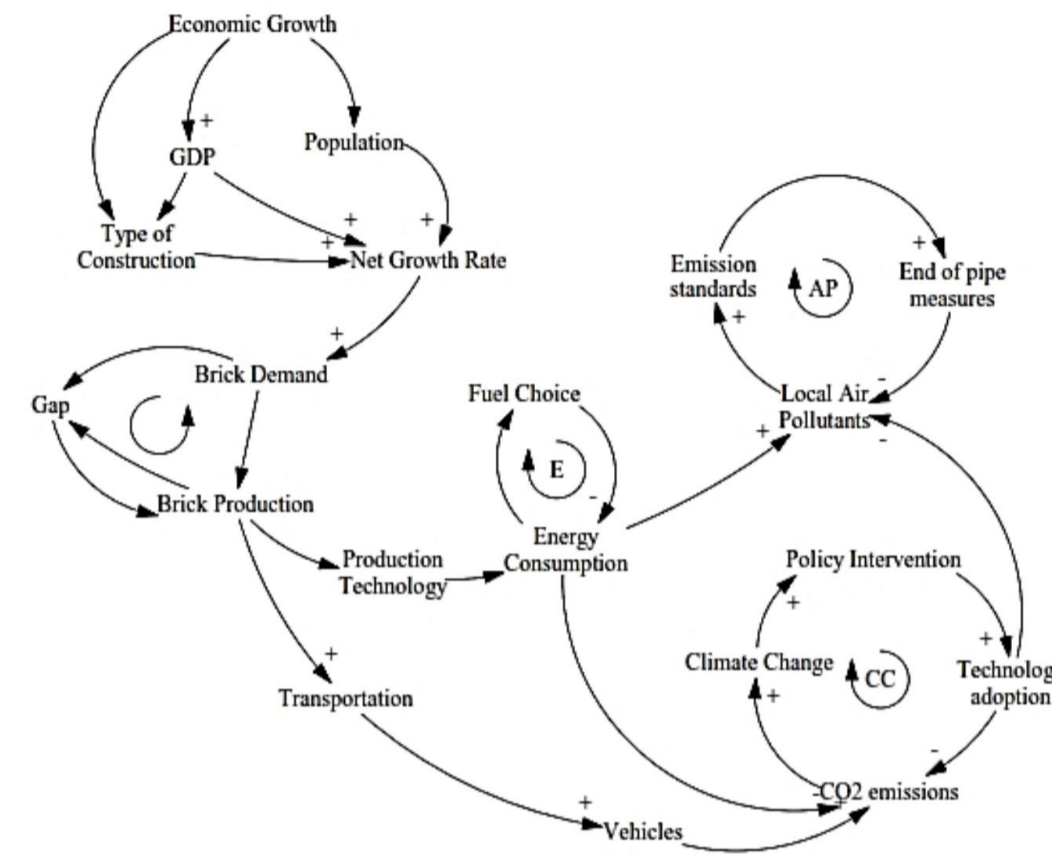 Economic Growth
+
GDP
Population
+
+
+
Type of
Construction
Net Growth Rate
+
Brick Demand
Gap
Brick Production
Fuel Choice
E
-
Energy
Consumption
Production
Technology
+
Transportation
+
Vehicles
Emission
standards
+
AP
+
End of pipe
measures
-
Local Air
Pollutants
+
-
Policy Intervention
+
Climate Change
+
CC
+
Technolog
adoption
-
CO2 emissions